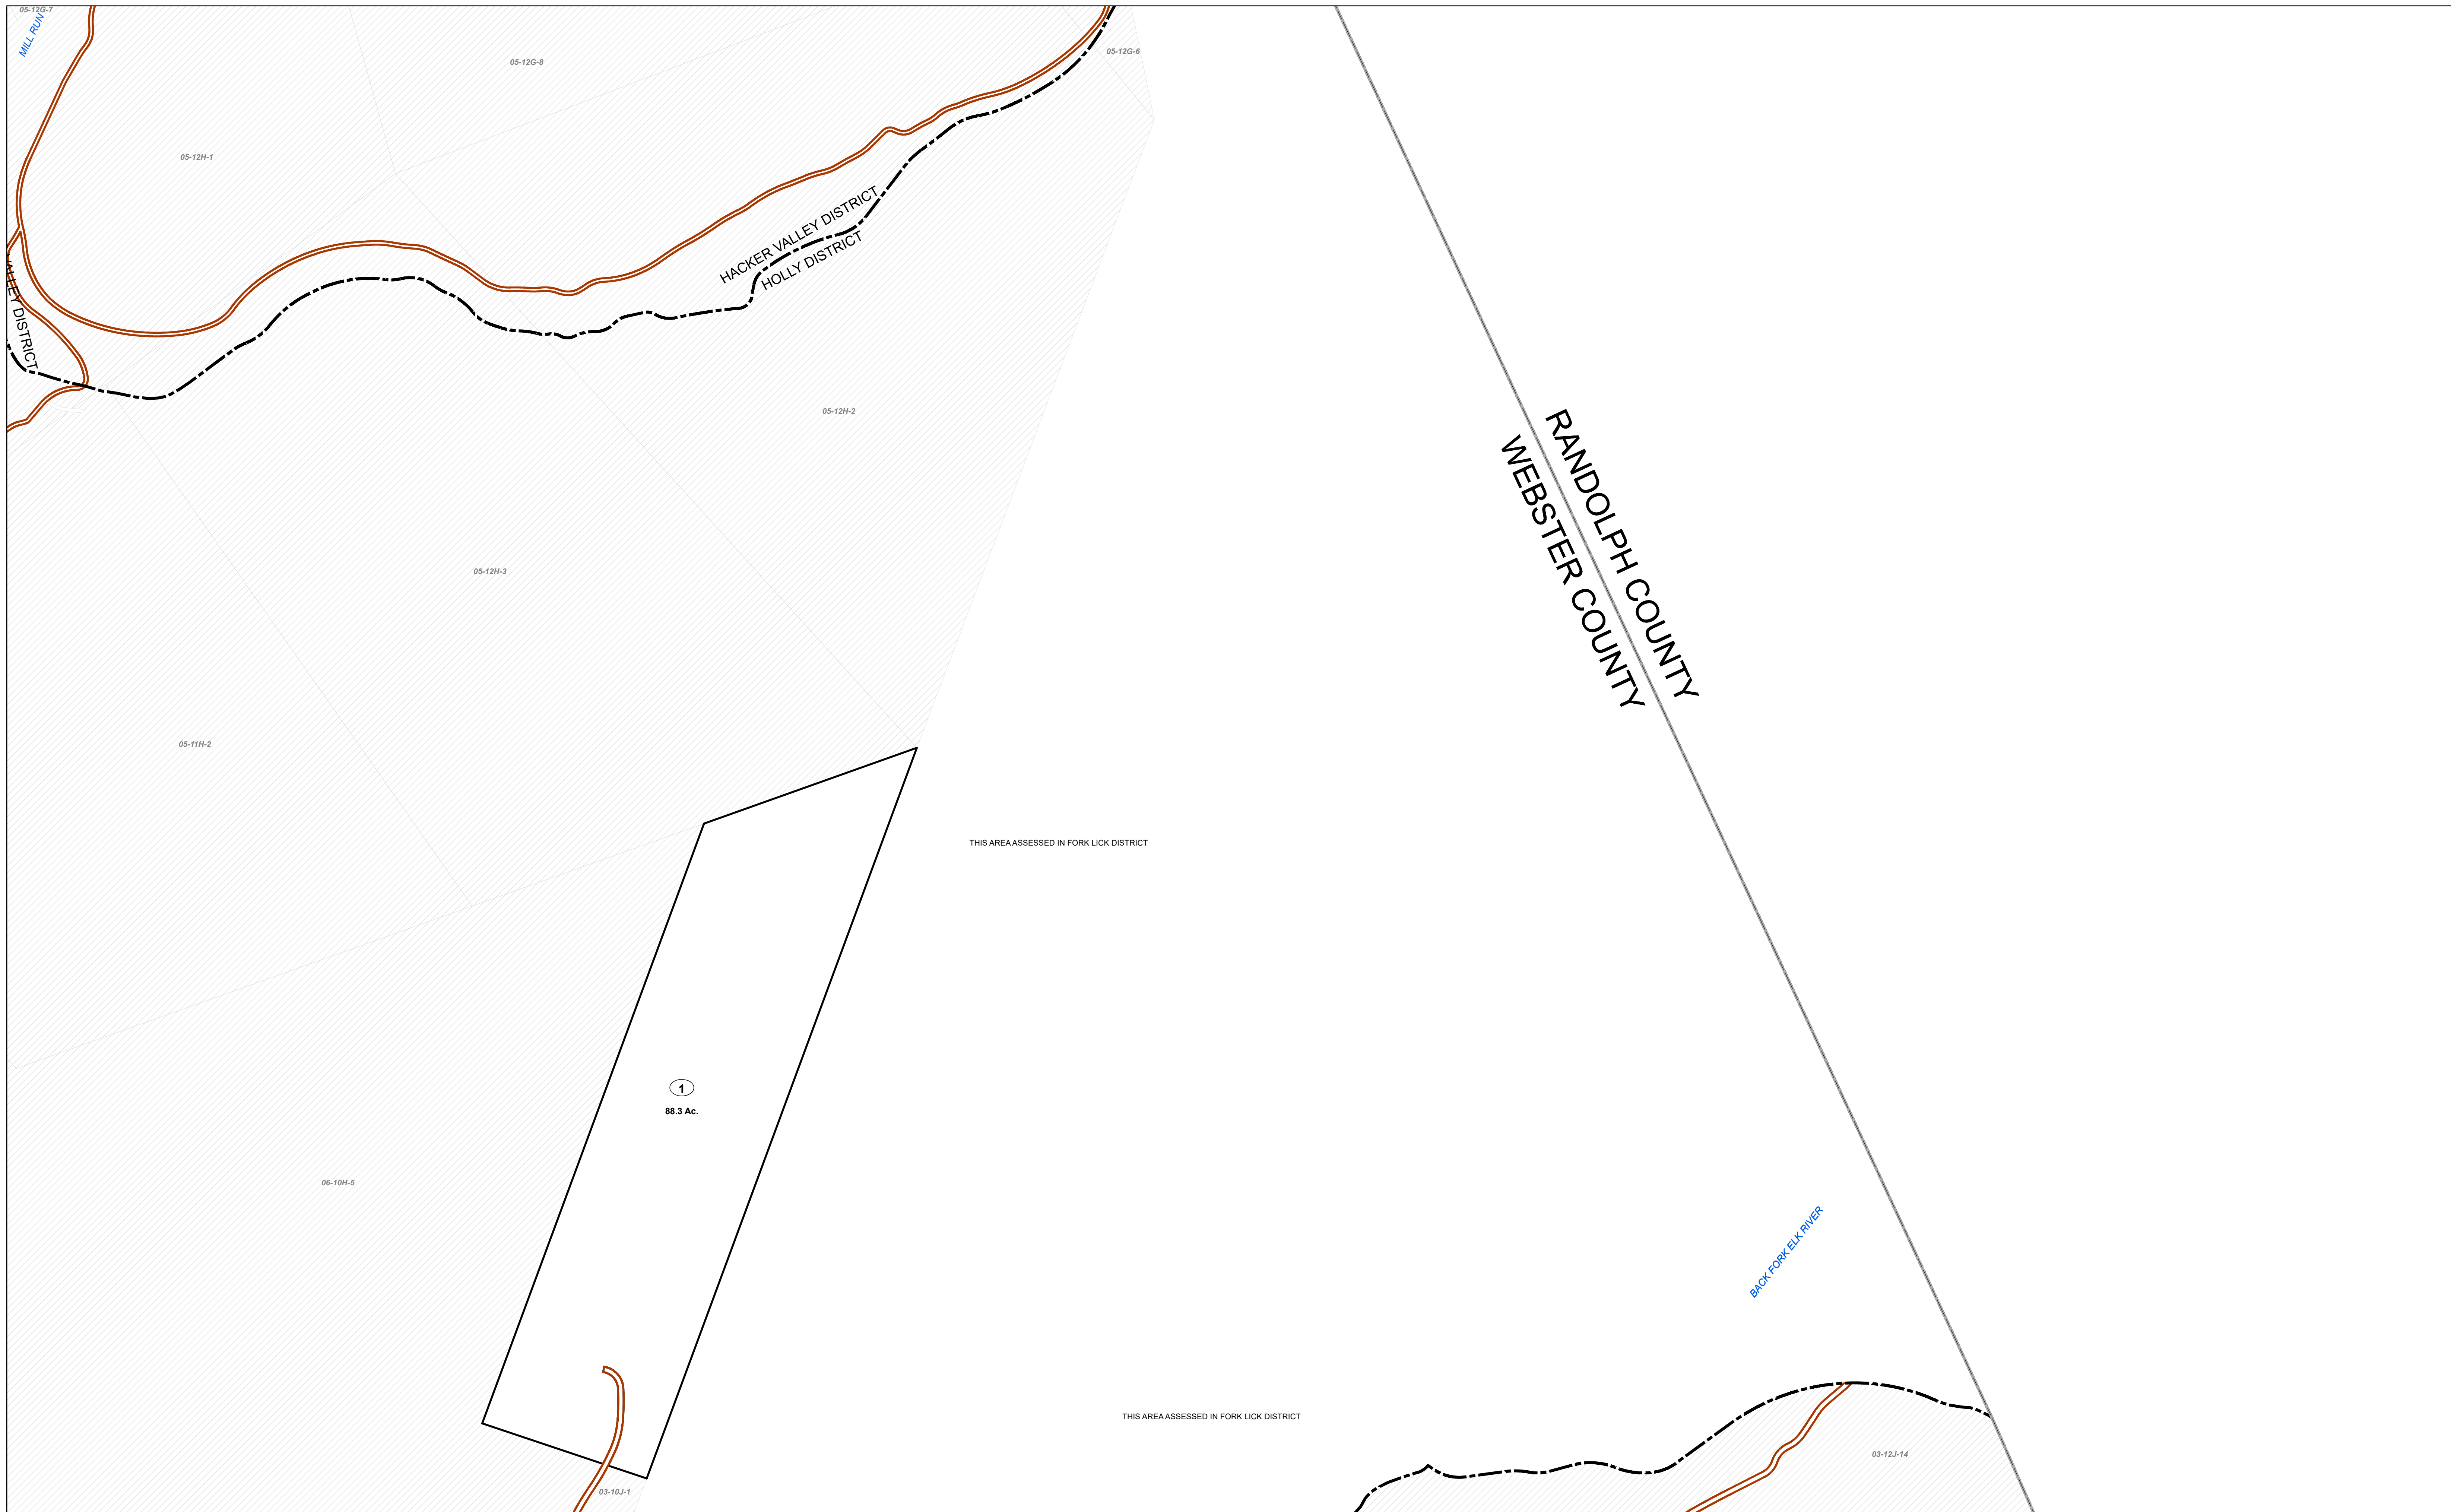 05-12G-7
MILL RUN
05-12G-8
05-12G-6
05-12H-1
HACKER VALLEY DISTRICT
HOLLY DISTRICT
VALLEY DISTRICT
05-12H-2
RANDOLPH COUNTY
WEBSTER COUNTY
05-12H-3
05-11H-2
THIS AREA ASSESSED IN FORK LICK DISTRICT
1
88.3 Ac.
06-10H-5
BACK FORK ELK RIVER
THIS AREA ASSESSED IN FORK LICK DISTRICT
03-12J-14
03-10J-1